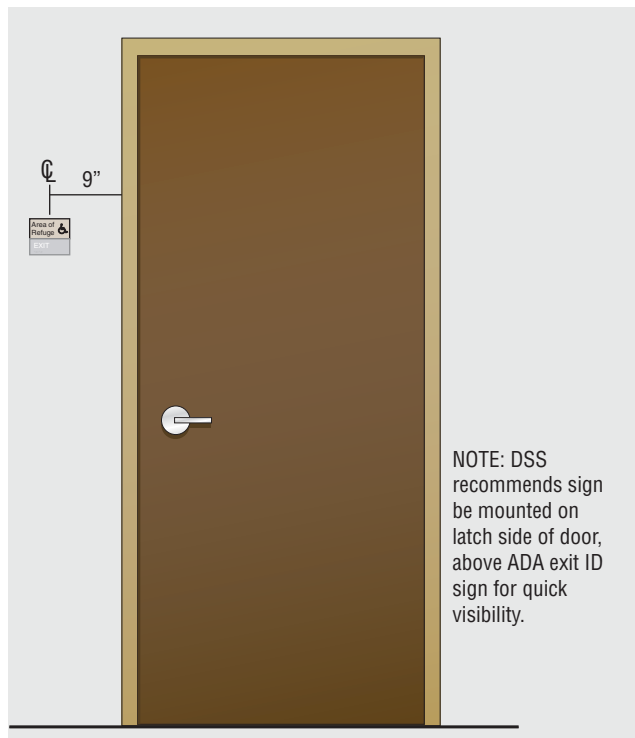 ℄
9”
Area of
Refuge
EXIT
NOTE: DSS
recommends sign
be mounted on
latch side of door,
above ADA exit ID
sign for quick
visibility.